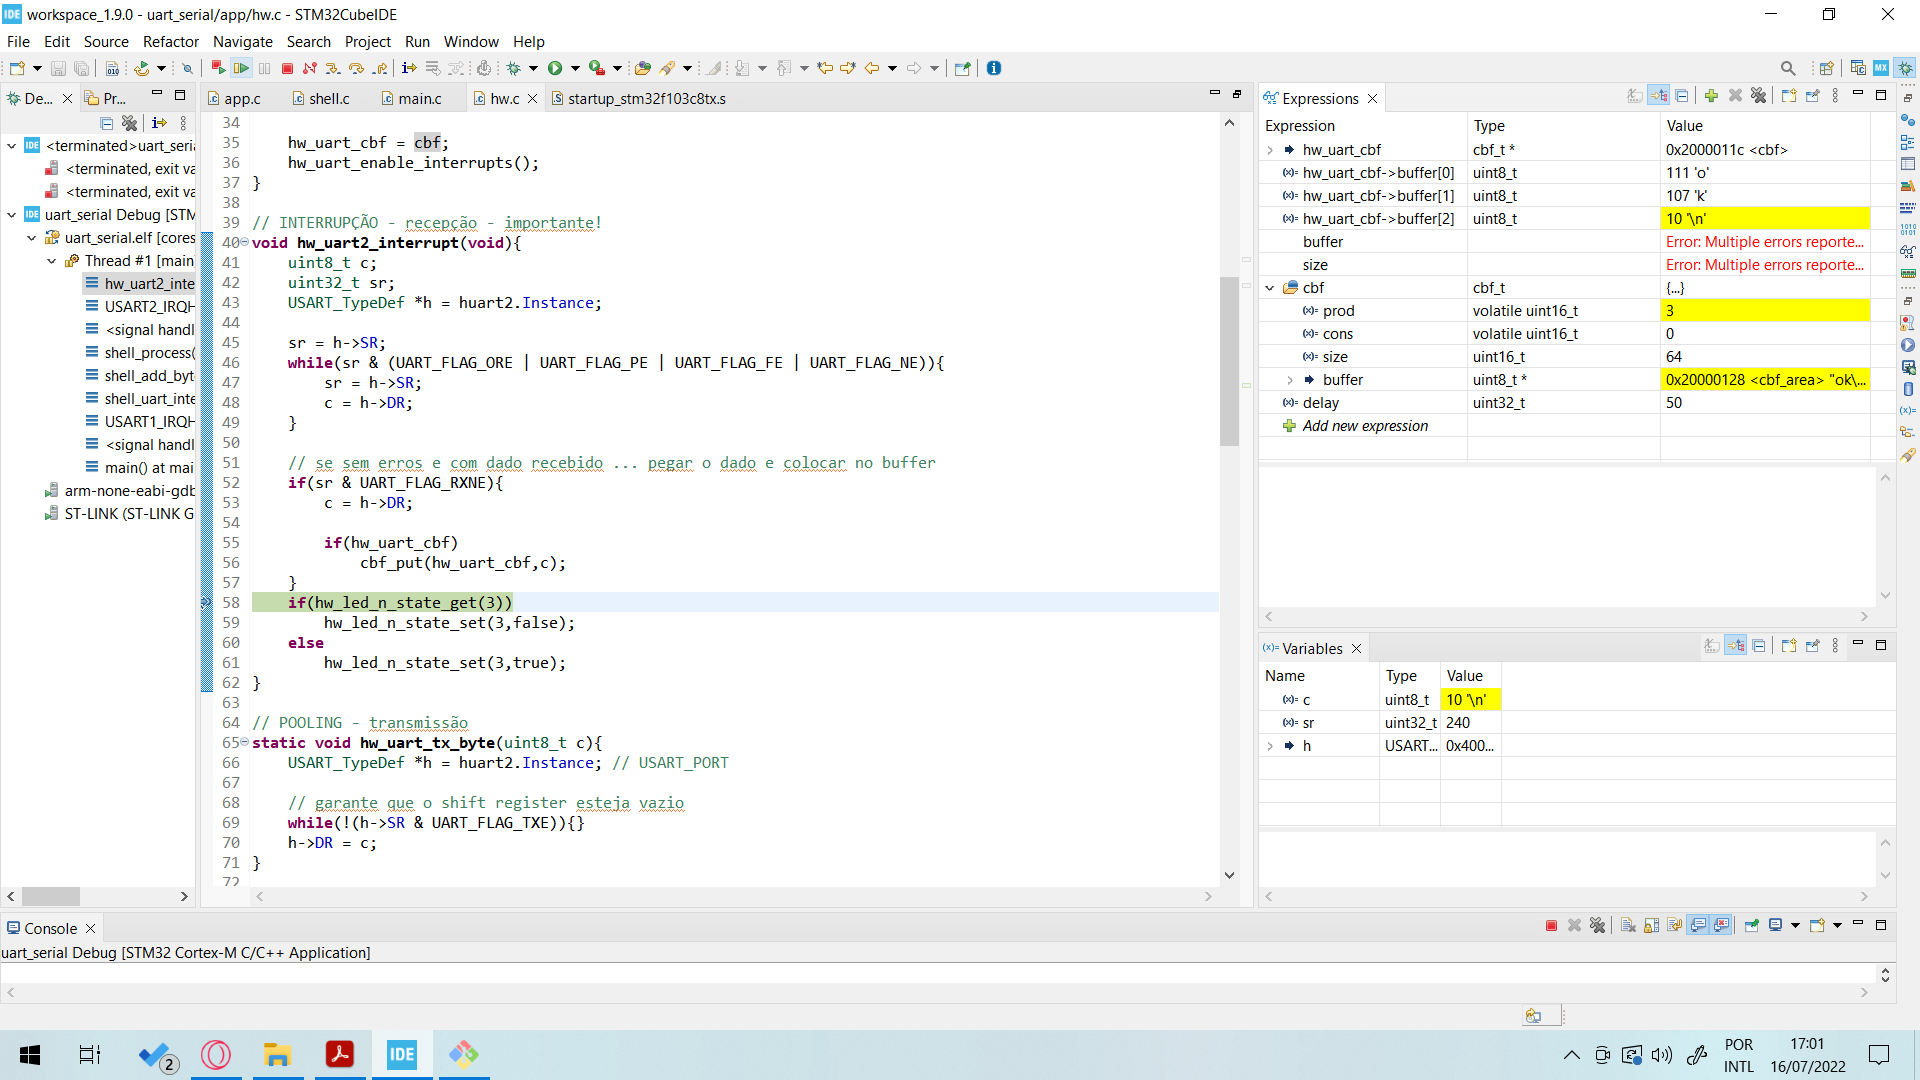 IDE workspace_1.9.0 - uart_serial/app/hw.c - STM32CubeIDE
File Edit Source Refactor Navigate Search Project Run Window Help
De... Pr...
<terminated>uart_seri
<terminated, exit va
<terminated, exit va
uart_serial Debug [STM
uart_serial.elf [cores
Thread #1 [main
hw_uart2_inte
USART2_IRQH
<signal handl
shell_process(
shell_add_byt
shell_uart_inte
USART1_IRQH
<signal handl
main() at mai
arm-none-eabi-gdb
ST-LINK (ST-LINK G
app.c shell.c main.c hw.c startup_stm32f103c8tx.s
34
35 hw_uart_cbf = cbf;
36 hw_uart_enable_interrupts();
37 }
38
39 // INTERRUPÇÃO - recepção - importante!
40 void hw_uart2_interrupt(void){
41 uint8_t c;
42 uint32_t sr;
43 USART_TypeDef *h = huart2.Instance;
44
45 sr = h->SR;
46 while(sr & (UART_FLAG_ORE | UART_FLAG_PE | UART_FLAG_FE | UART_FLAG_NE)){
47 sr = h->SR;
48 c = h->DR;
49 }
50
51 // se sem erros e com dado recebido ... pegar o dado e colocar no buffer
52 if(sr & UART_FLAG_RXNE){
53 c = h->DR;
54
55 if(hw_uart_cbf)
56 cbf_put(hw_uart_cbf,c);
57 }
58 if(hw_led_n_state_get(3))
59 hw_led_n_state_set(3,false);
60 else
61 hw_led_n_state_set(3,true);
62 }
63
64 // POOLING - transmissão
65 static void hw_uart_tx_byte(uint8_t c){
66 USART_TypeDef *h = huart2.Instance; // USART_PORT
67
68 // garante que o shift register esteja vazio
69 while(!(h->SR & UART_FLAG_TXE)){}
70 h->DR = c;
71 }
72
Expressions
Expression Type Value
hw_uart_cbf cbf_t * 0x2000011c <cbf>
hw_uart_cbf->buffer[0] uint8_t 111 'o'
hw_uart_cbf->buffer[1] uint8_t 107 'k'
hw_uart_cbf->buffer[2] uint8_t 10 '\n'
buffer Error: Multiple errors reporte...
size Error: Multiple errors reporte...
cbf cbf_t {...}
prod volatile uint16_t 3
cons volatile uint16_t 0
size uint16_t 64
buffer uint8_t * 0x20000128 <cbf_area> "ok\...
delay uint32_t 50
Add new expression
Variables
Name Type Value
c uint8_t 10 '\n'
sr uint32_t 240
h USART... 0x400...
Console
uart_serial Debug [STM32 Cortex-M C/C++ Application]
2 IDE POR 17:01
INTL 16/07/2022